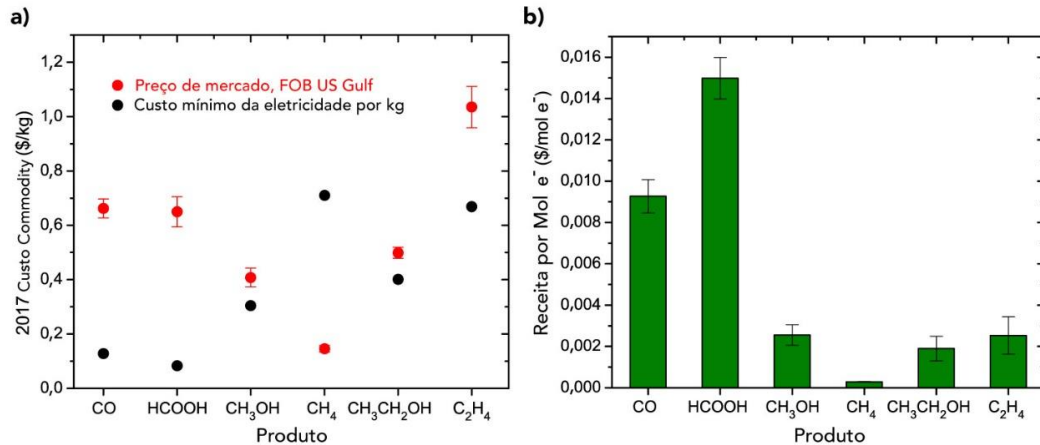 a)
2017 Custo Commodity ($/kg)
1,2
1,0
0,8
0,6
0,4
0,2
0,0
Preço de mercado, FOB US Gulf
Custo mínimo da eletricidade por kg
CO HCOOH CH₃OH CH₄ CH₃CH₂OH C₂H₄
Produto
b)
Receita por Mol e⁻ ($/mol e⁻)
0,016
0,014
0,012
0,010
0,008
0,006
0,004
0,002
0,000
CO HCOOH CH₃OH CH₄ CH₃CH₂OH C₂H₄
Produto